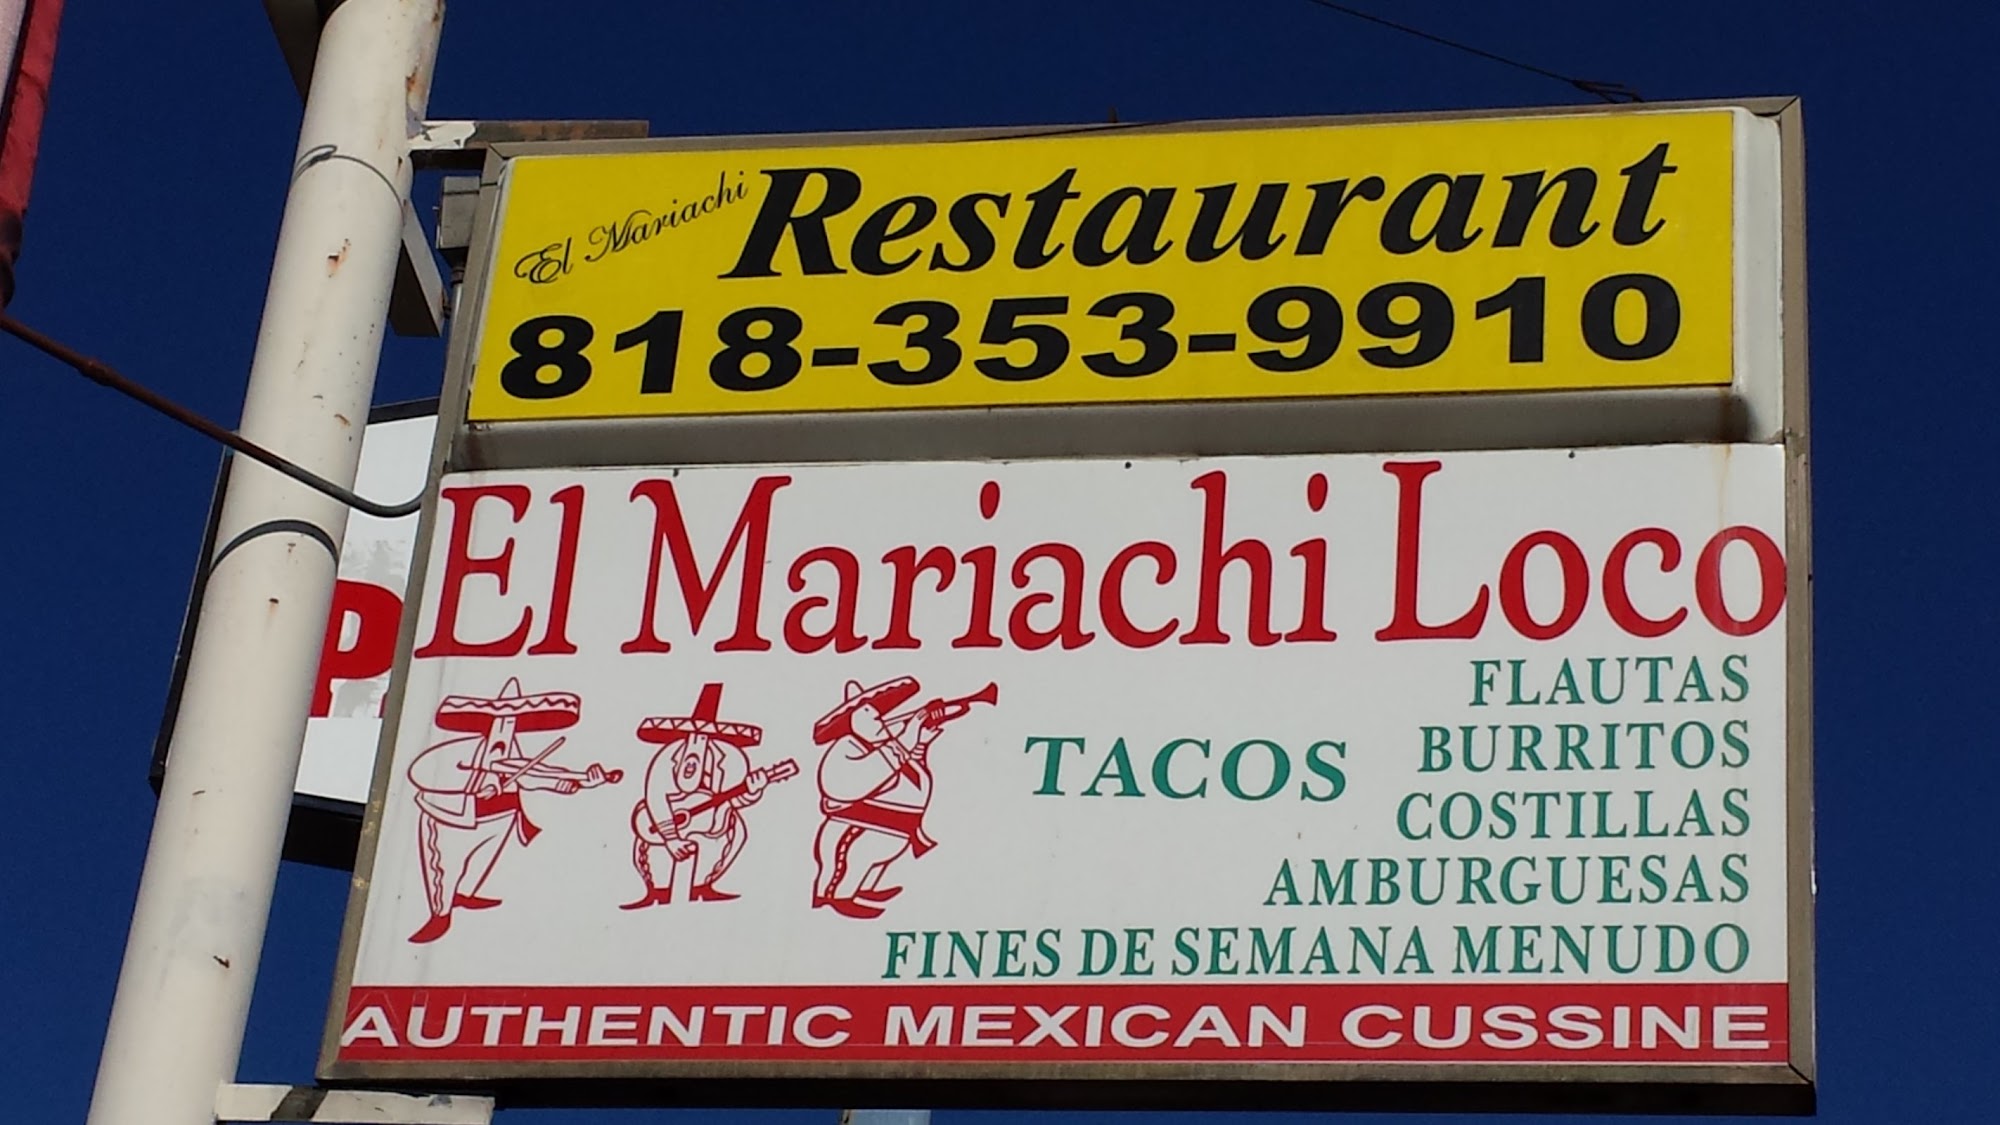 El Mariachi Restaurant
818-353-9910
El Mariachi Loco
FLAUTAS
BURRITOS
TACOS
COSTILLAS
AMBURGUESAS
FINES DE SEMANA MENUDO
AUTHENTIC MEXICAN CUSSINE
P